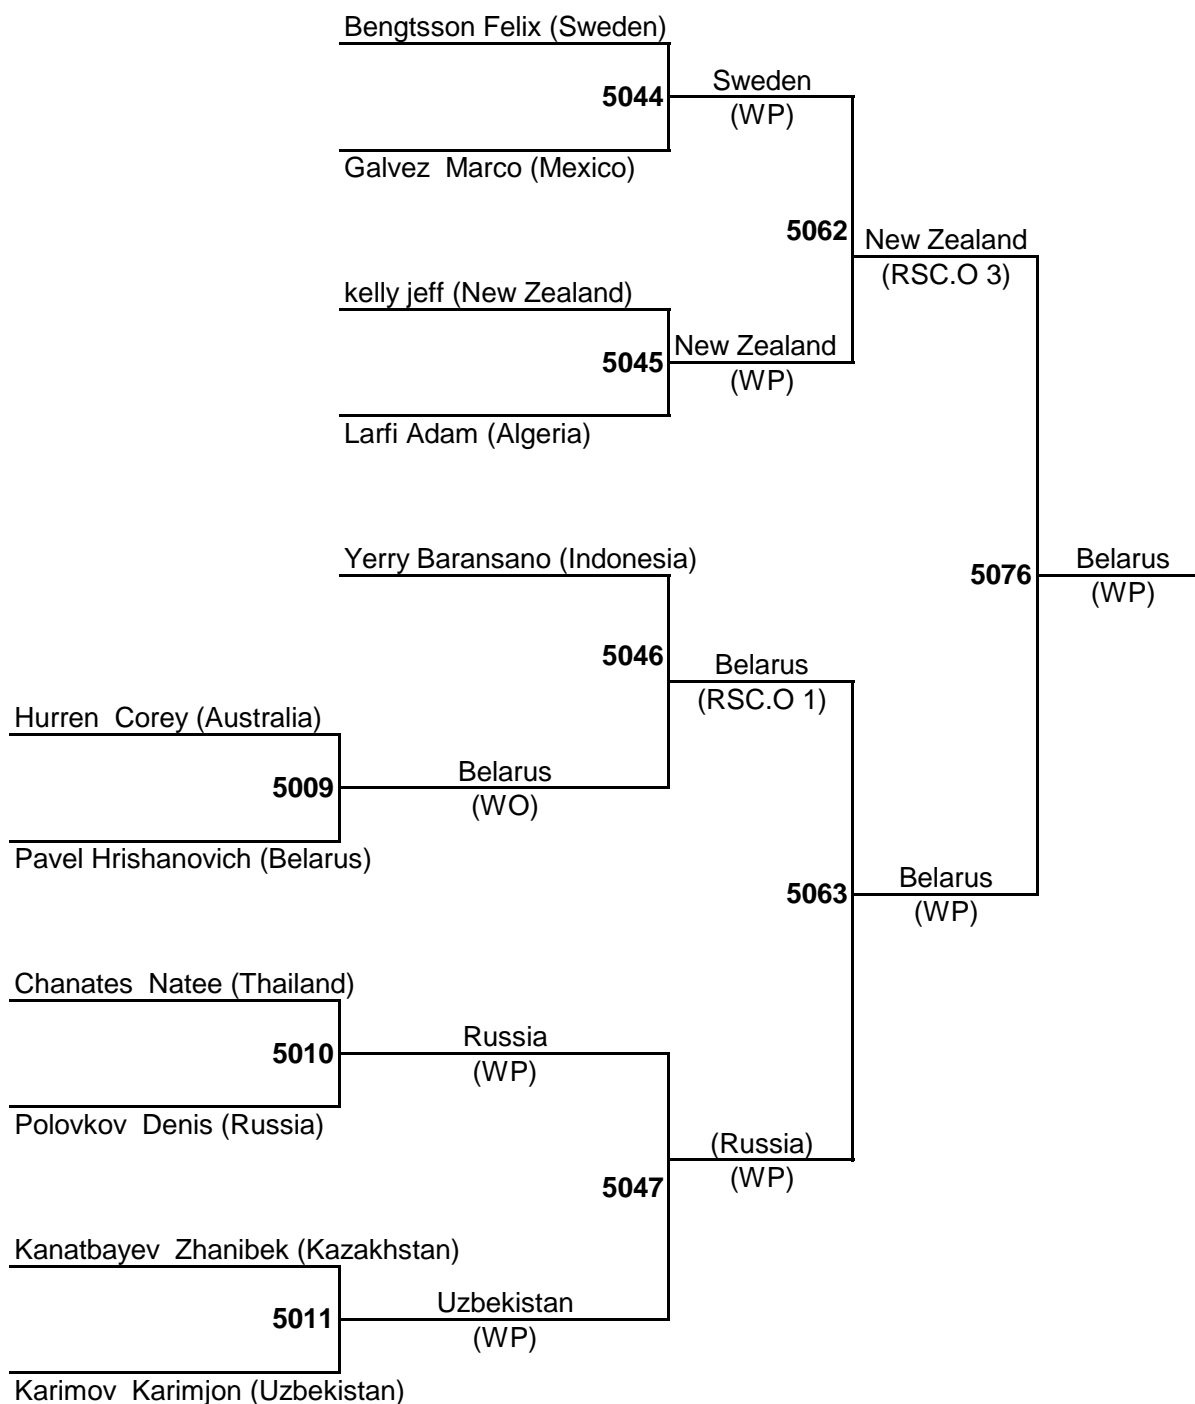 Bengtsson Felix (Sweden)
5044
Sweden
(WP)
Galvez  Marco (Mexico)
5062
New Zealand
(RSC.O 3)
kelly jeff (New Zealand)
5045
New Zealand
(WP)
Larfi Adam (Algeria)
Yerry Baransano (Indonesia)
5076
Belarus
(WP)
5046
Belarus
(RSC.O 1)
Hurren  Corey (Australia)
5009
Belarus
(WO)
Pavel Hrishanovich (Belarus)
5063
Belarus
(WP)
Chanates  Natee (Thailand)
5010
Russia
(WP)
Polovkov  Denis (Russia)
5047
(Russia)
(WP)
Kanatbayev  Zhanibek (Kazakhstan)
5011
Uzbekistan
(WP)
Karimov  Karimjon (Uzbekistan)